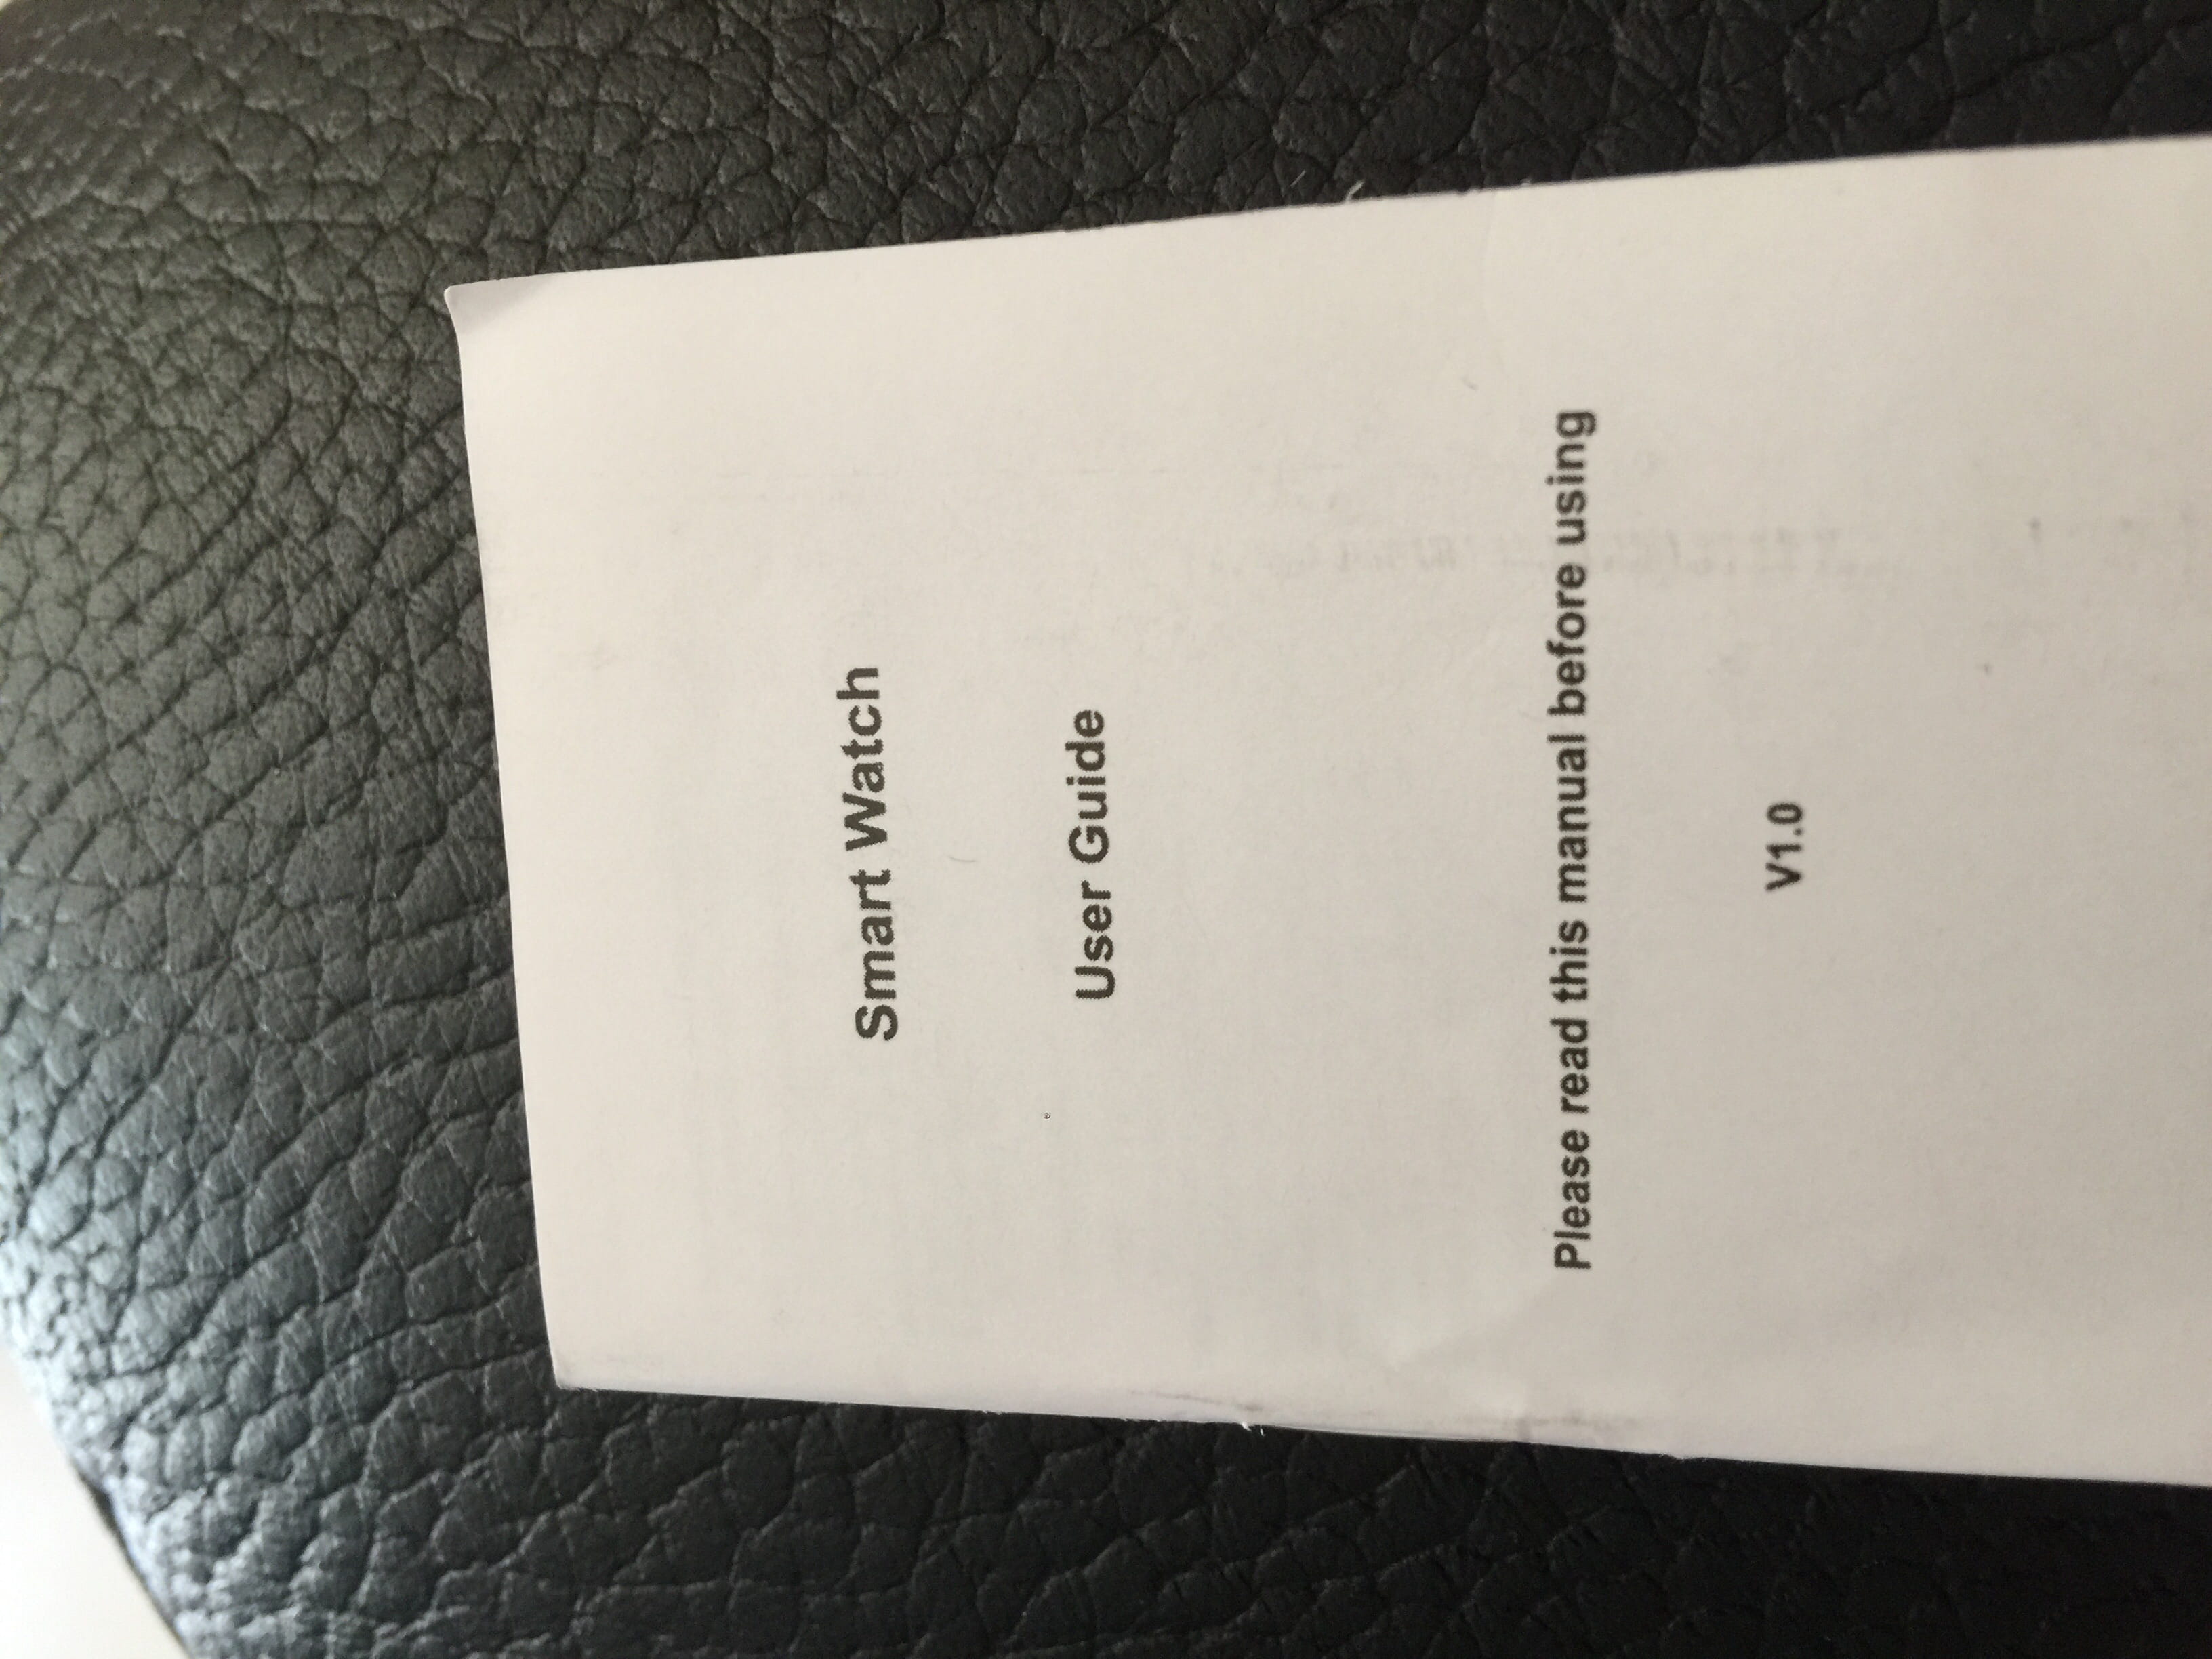 Smart Watch
User Guide
Please read this manual before using
V1.0